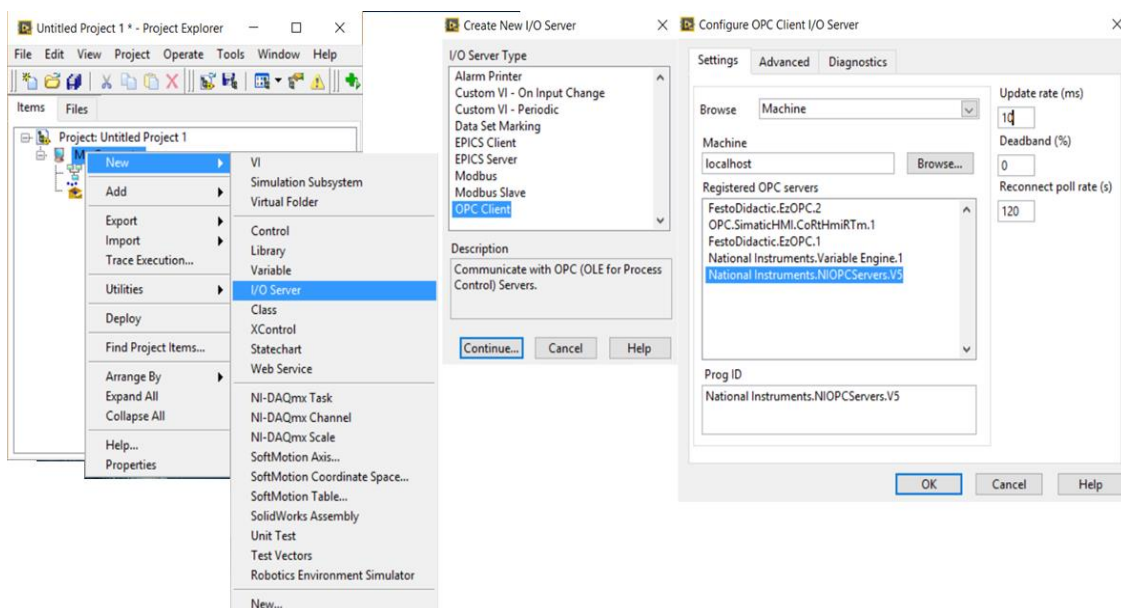 Untitled Project 1 * - Project Explorer
File Edit View Project Operate Tools Window Help
Items Files
Project: Untitled Project 1
New
Add
Export
Import
Trace Execution...
Utilities
Deploy
Find Project Items...
Arrange By
Expand All
Collapse All
Help...
Properties
VI
Simulation Subsystem
Virtual Folder
Control
Library
Variable
I/O Server
Class
XControl
Statechart
Web Service
NI-DAQmx Task
NI-DAQmx Channel
NI-DAQmx Scale
SoftMotion Axis...
SoftMotion Coordinate Space...
SoftMotion Table...
SolidWorks Assembly
Unit Test
Test Vectors
Robotics Environment Simulator
New...
Create New I/O Server
I/O Server Type
Alarm Printer
Custom VI - On Input Change
Custom VI - Periodic
Data Set Marking
EPICS Client
EPICS Server
Modbus
Modbus Slave
OPC Client
Description
Communicate with OPC (OLE for Process
Control) Servers.
Continue... Cancel Help
Configure OPC Client I/O Server
Settings Advanced Diagnostics
Browse Machine
Machine
localhost Browse...
Registered OPC servers
FestoDidactic.EzOPC.2
OPC.SimaticHMI.CoRtHmiRTm.1
FestoDidactic.EzOPC.1
National Instruments.Variable Engine.1
National Instruments.NIOPCServers.V5
Prog ID
National Instruments.NIOPCServers.V5
Update rate (ms)
10
Deadband (%)
0
Reconnect poll rate (s)
120
OK Cancel Help